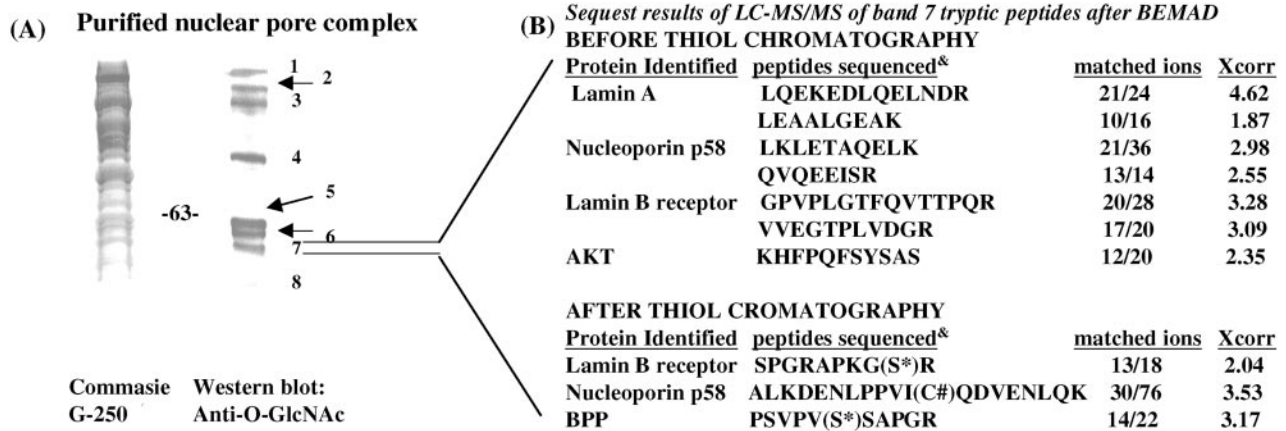 (A) Purified nuclear pore complex
1
2
3
4
5
-63-
6
7
8
Commasie Western blot:
G-250 Anti-O-GlcNAc
(B) Sequest results of LC-MS/MS of band 7 tryptic peptides after BEMAD
BEFORE THIOL CHROMATOGRAPHY
Protein Identified peptides sequenced& matched ions Xcorr
Lamin A LQEKEDLQELNDR 21/24 4.62
LEAALGEAK 10/16 1.87
Nucleoporin p58 LKLETAQELK 21/36 2.98
QVQEEISR 13/14 2.55
Lamin B receptor GPVPLGTFQVTTPQR 20/28 3.28
VVEGTPLVDGR 17/20 3.09
AKT KHFPQFSYSAS 12/20 2.35
AFTER THIOL CROMATOGRAPHY
Protein Identified peptides sequenced& matched ions Xcorr
Lamin B receptor SPGRAPKG(S*)R 13/18 2.04
Nucleoporin p58 ALKDENLPPVI(C#)QDVENLQK 30/76 3.53
BPP PSVPV(S*)SAPGR 14/22 3.17